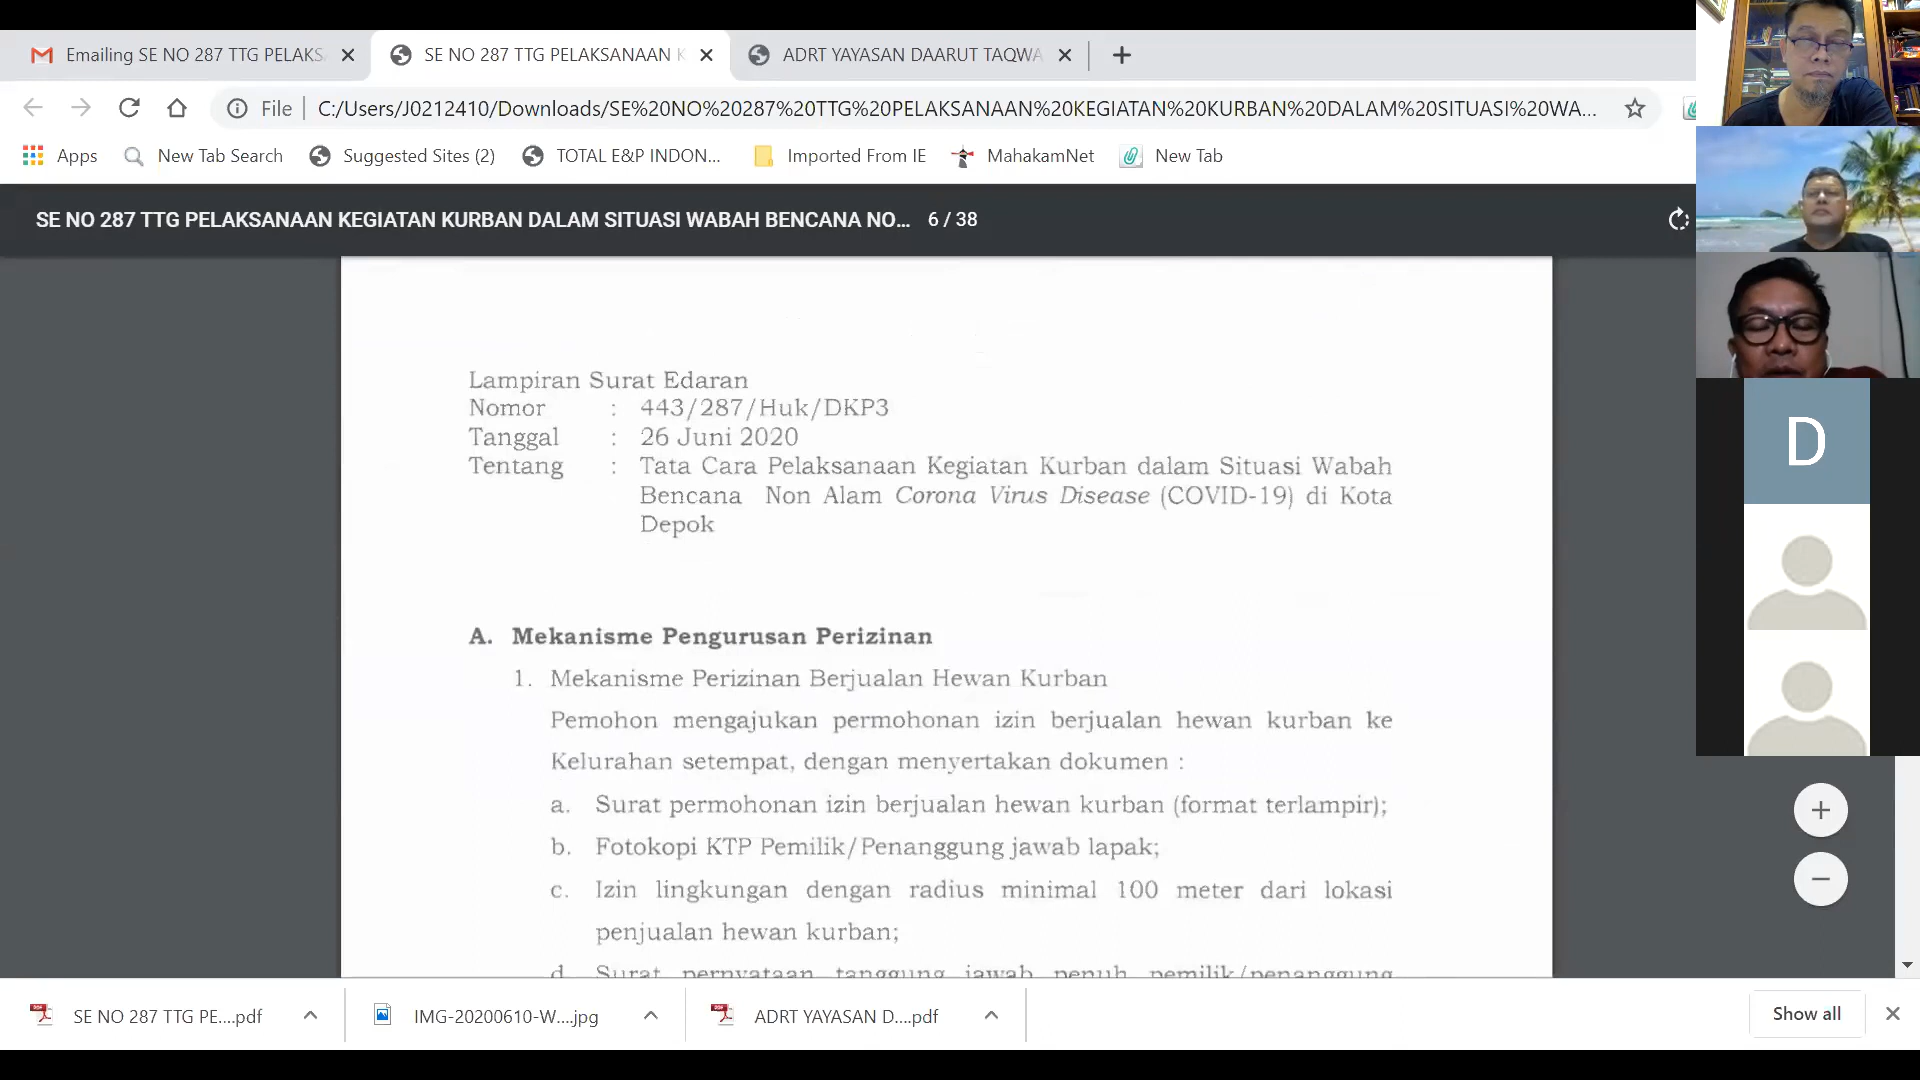 Emailing SE NO 287 TTG PELAKS
SE NO 287 TTG PELAKSANAAN K
ADRT YAYASAN DAARUT TAQWA
File
C:/Users/J0212410/Downloads/SE%20NO%20287%20TTG%20PELAKSANAAN%20KEGIATAN%20KURBAN%20DALAM%20SITUASI%20WA...
Apps
New Tab Search
Suggested Sites (2)
TOTAL E&P INDON...
Imported From IE
MahakamNet
New Tab
SE NO 287 TTG PELAKSANAAN KEGIATAN KURBAN DALAM SITUASI WABAH BENCANA NO... 6 / 38
Lampiran Surat Edaran
Nomor : 443/287/Huk/DKP3
Tanggal : 26 Juni 2020
Tentang : Tata Cara Pelaksanaan Kegiatan Kurban dalam Situasi Wabah
Bencana Non Alam Corona Virus Disease (COVID-19) di Kota
Depok
A. Mekanisme Pengurusan Perizinan
1. Mekanisme Perizinan Berjualan Hewan Kurban
Pemohon mengajukan permohonan izin berjualan hewan kurban ke
Kelurahan setempat, dengan menyertakan dokumen :
a. Surat permohonan izin berjualan hewan kurban (format terlampir);
b. Fotokopi KTP Pemilik/Penanggung jawab lapak;
c. Izin lingkungan dengan radius minimal 100 meter dari lokasi
penjualan hewan kurban;
d. Surat pernyataan tanggung jawab penuh pemilik/penanggung
D
SE NO 287 TTG PE....pdf
IMG-20200610-W....jpg
ADRT YAYASAN D....pdf
Show all